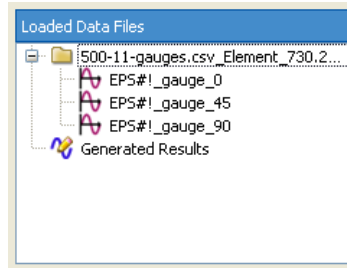 Loaded Data Files
500-11-gauges.csv_Element_730.2...
EPS#!_gauge_0
EPS#!_gauge_45
EPS#!_gauge_90
Generated Results